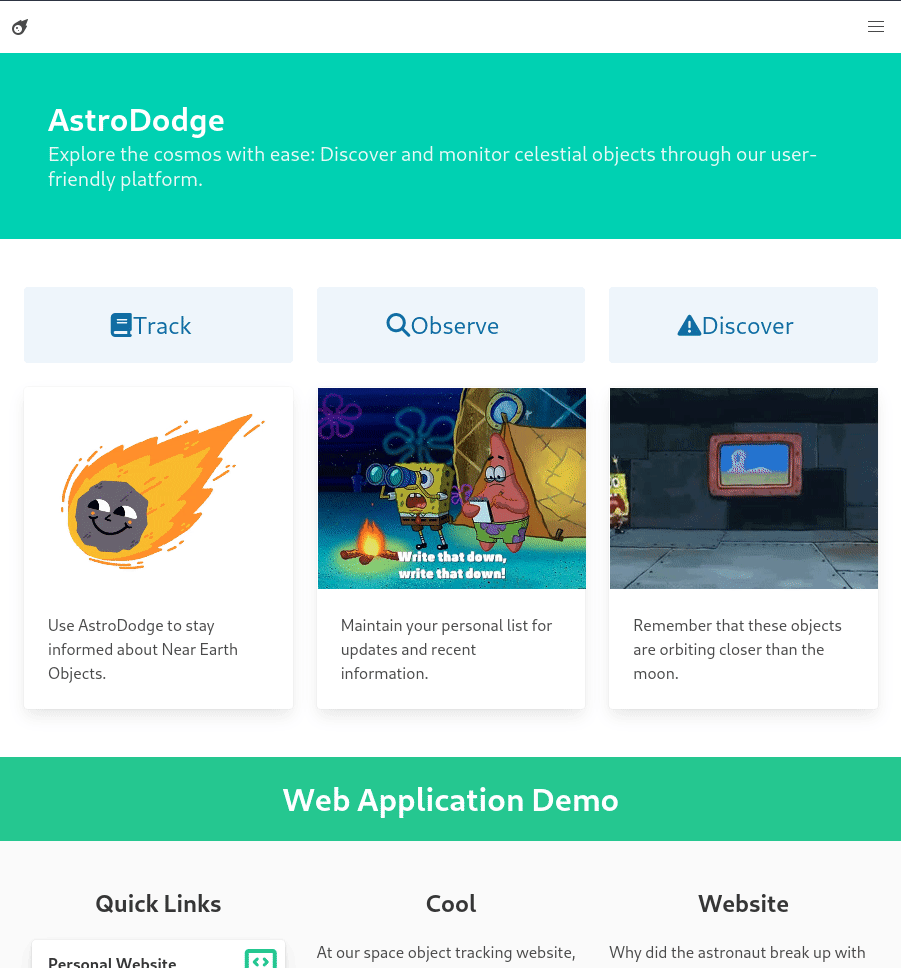 AstroDodge
Explore the cosmos with ease: Discover and monitor celestial objects through our user-
friendly platform.
Track
Observe
Discover
Write that down,
write that down!
Use AstroDodge to stay
informed about Near Earth
Objects.
Maintain your personal list for
updates and recent
information.
Remember that these objects
are orbiting closer than the
moon.
Web Application Demo
Quick Links
Personal Website
Cool
At our space object tracking website,
Website
Why did the astronaut break up with